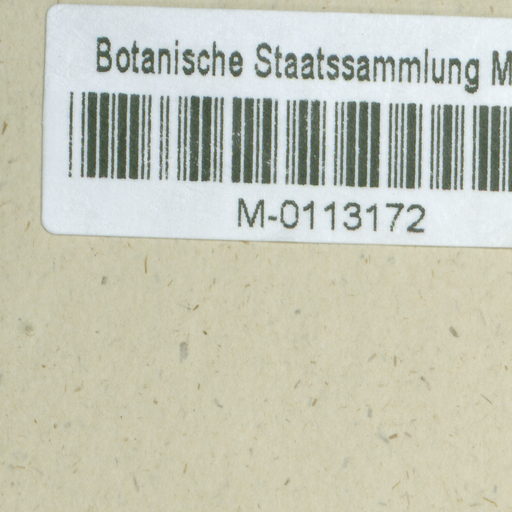 Botanische Staatssammlung M
M-0113172